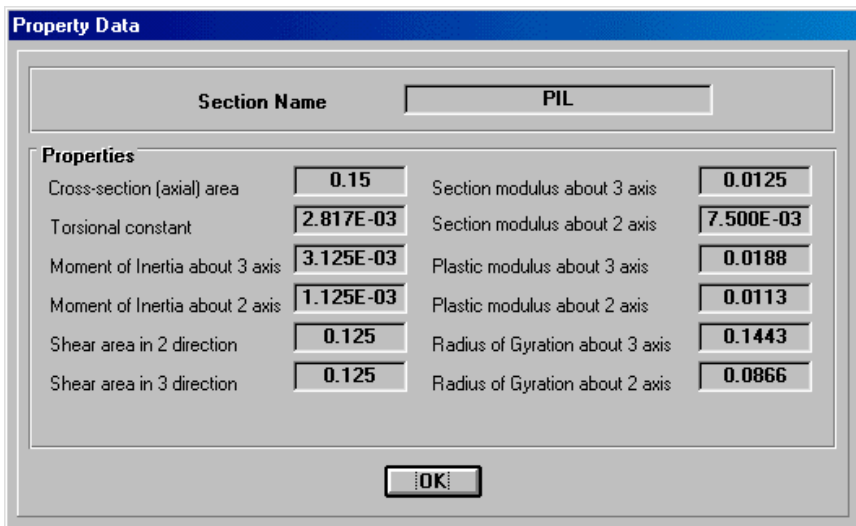 Property Data
Section Name PIL
Properties
Cross-section (axial) area 0.15 Section modulus about 3 axis 0.0125
Torsional constant 2.817E-03 Section modulus about 2 axis 7.500E-03
Moment of Inertia about 3 axis 3.125E-03 Plastic modulus about 3 axis 0.0188
Moment of Inertia about 2 axis 1.125E-03 Plastic modulus about 2 axis 0.0113
Shear area in 2 direction 0.125 Radius of Gyration about 3 axis 0.1443
Shear area in 3 direction 0.125 Radius of Gyration about 2 axis 0.0866
OK